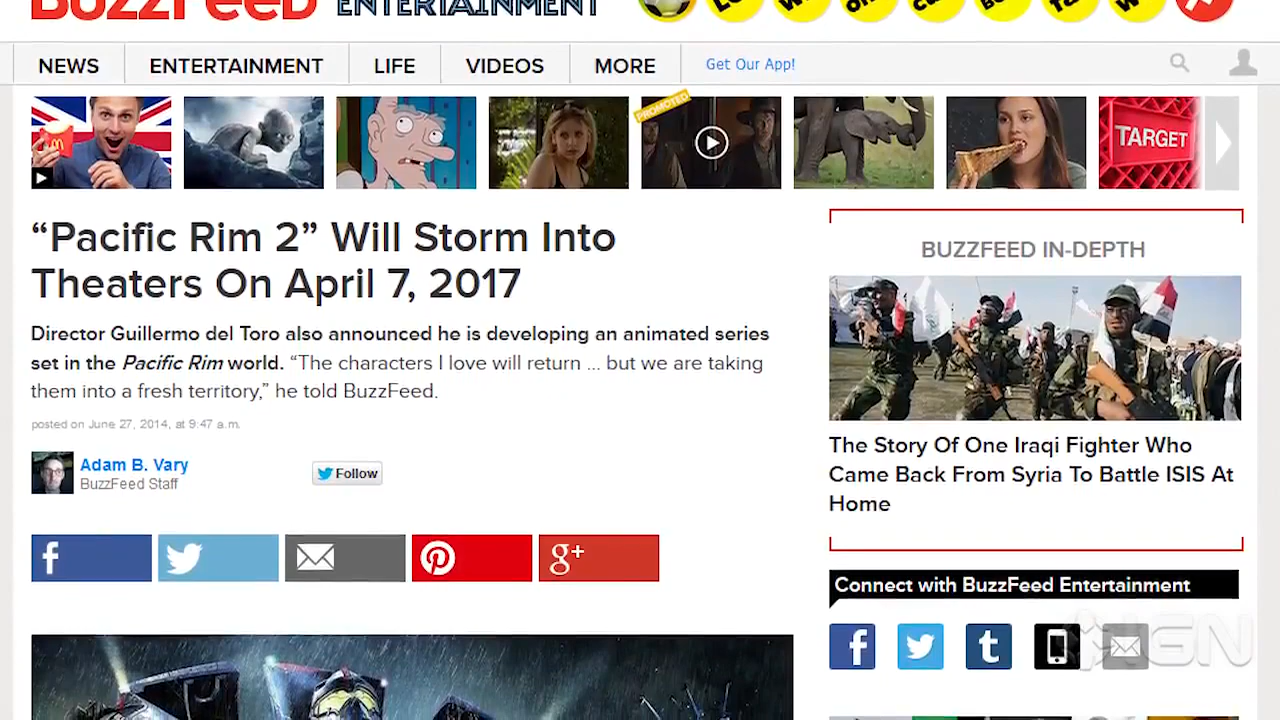 BuzzFeed ENTERTAINMENT
NEWS ENTERTAINMENT LIFE VIDEOS MORE Get Our App!
PROMOTED
TARGET
“Pacific Rim 2” Will Storm Into
Theaters On April 7, 2017
Director Guillermo del Toro also announced he is developing an animated series
set in the Pacific Rim world. “The characters I love will return ... but we are taking
them into a fresh territory,” he told BuzzFeed.
posted on June 27, 2014, at 9:47 a.m.
Adam B. Vary
BuzzFeed Staff
Follow
BUZZFEED IN-DEPTH
The Story Of One Iraqi Fighter Who
Came Back From Syria To Battle ISIS At
Home
Connect with BuzzFeed Entertainment
IGN